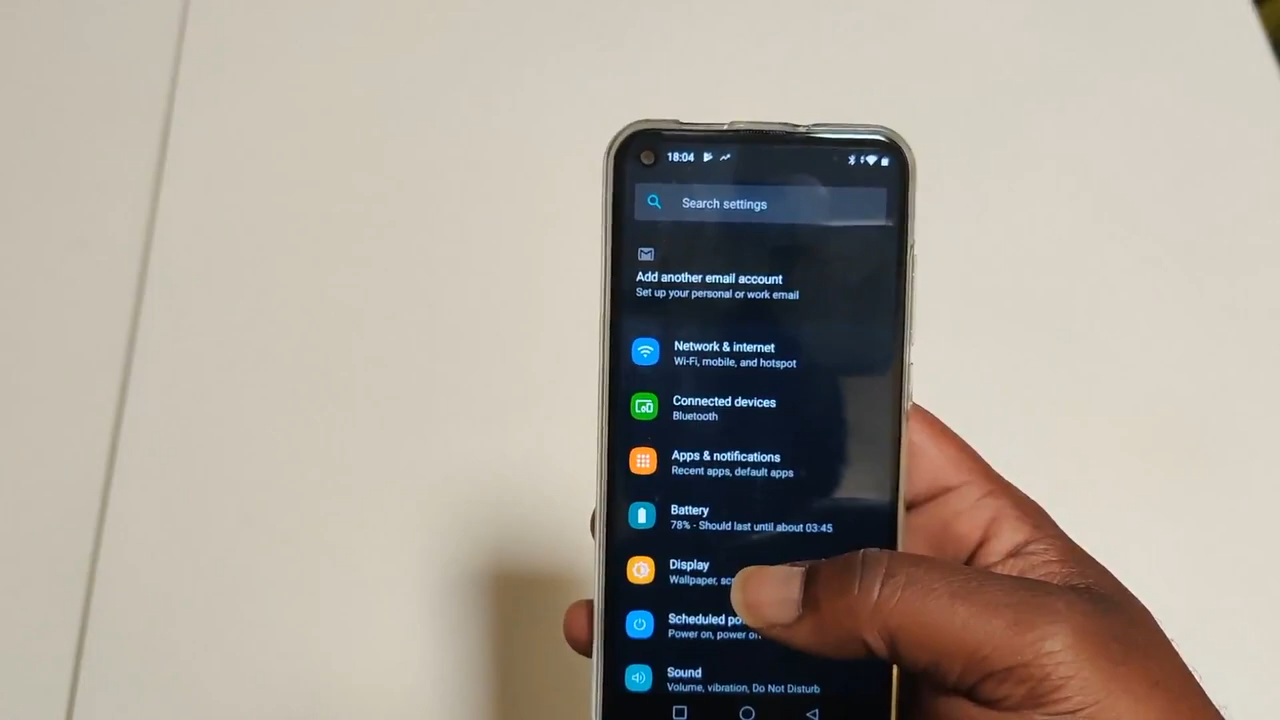 18:04
Search settings
Add another email account
Set up your personal or work email
Network & internet
Wi-Fi, mobile, and hotspot
Connected devices
Bluetooth
Apps & notifications
Recent apps, default apps
Battery
78% - Should last until about 03:45
Display
Wallpaper,
Scheduled
Power on, power
Sound
Volume, vibration, Do Not Disturb